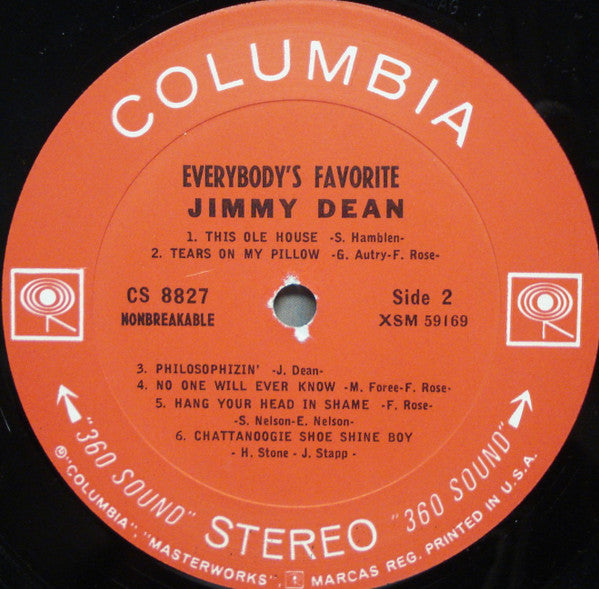 COLUMBIA
EVERYBODY'S FAVORITE
JIMMY DEAN
1. THIS OLE HOUSE -S. Hamblen-
2. TEARS ON MY PILLOW -G. Autry-F. Rose-
CS 8827
NONBREAKABLE
Side 2
XSM 59169
3. PHILOSOPHIZIN' -J. Dean-
4. NO ONE WILL EVER KNOW -M. Foree-F. Rose-
5. HANG YOUR HEAD IN SHAME -F. Rose-
-S. Nelson-E. Nelson-
6. CHATTANOOGIE SHOE SHINE BOY
- H. Stone - J. Stapp -
"360 SOUND" STEREO "360 SOUND"
Ⓟ"COLUMBIA", "MASTERWORKS", MARCAS REG. PRINTED IN U.S.A.